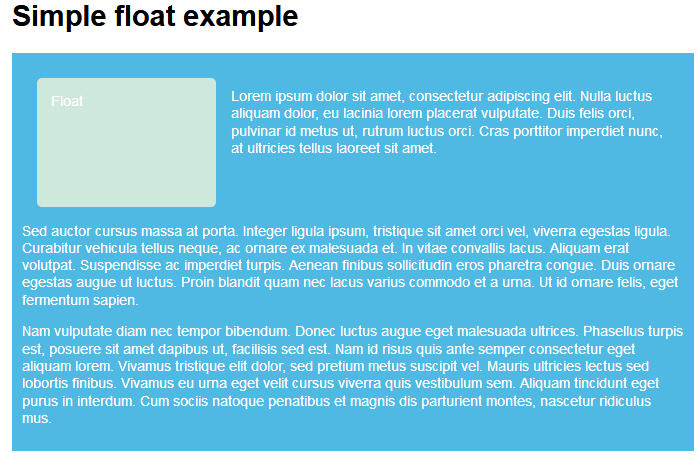 Simple float example
Float
Lorem ipsum dolor sit amet, consectetur adipiscing elit. Nulla luctus
aliquam dolor, eu lacinia lorem placerat vulputate. Duis felis orci,
pulvinar id metus ut, rutrum luctus orci. Cras porttitor imperdiet nunc,
at ultricies tellus laoreet sit amet.
Sed auctor cursus massa at porta. Integer ligula ipsum, tristique sit amet orci vel, viverra egestas ligula.
Curabitur vehicula tellus neque, ac ornare ex malesuada et. In vitae convallis lacus. Aliquam erat
volutpat. Suspendisse ac imperdiet turpis. Aenean finibus sollicitudin eros pharetra congue. Duis ornare
egestas augue ut luctus. Proin blandit quam nec lacus varius commodo et a urna. Ut id ornare felis, eget
fermentum sapien.
Nam vulputate diam nec tempor bibendum. Donec luctus augue eget malesuada ultrices. Phasellus turpis
est, posuere sit amet dapibus ut, facilisis sed est. Nam id risus quis ante semper consectetur eget
aliquam lorem. Vivamus tristique elit dolor, sed pretium metus suscipit vel. Mauris ultricies lectus sed
lobortis finibus. Vivamus eu urna eget velit cursus viverra quis vestibulum sem. Aliquam tincidunt eget
purus in interdum. Cum sociis natoque penatibus et magnis dis parturient montes, nascetur ridiculus
mus.